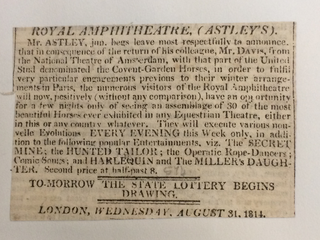 ROYAL AMPHITHEATRE, (ASTLEY'S).
Mr. ASTLEY, jun. begs leave most respectfully to announce,
that in consequence of the return of his colleague, Mr. Davis, from
the National Theatre of Amsterdam, with that part of the United
Stud denominated the Covent-Garden Horses, in order to fulfil
very particular engagements previous to their winter arrange-
ments in Paris, the numerous visitors of the Royal Amphitheatre
will now, positively (without any comparison), have an opportunity
for a few nights only of seeing an assemblage of 30 of the most
beautiful Horses ever exhibited in any Equestrian Theatre, either
in this or any country whatever. They will execute various nou-
velle Evolutions EVERY EVENING this Week only, in addi-
tion to the following popular Entertainments, viz. The SECRET
MINE; the HUNTED TAILOR; the Operatic Rope-Dancers;
Comic Songs; and HARLEQUIN and The MILLER'S DAUGH-
TER. Second price at half-past 8.
TO-MORROW THE STATE LOTTERY BEGINS
DRAWING.
LONDON, WEDNESDAY, AUGUST 31, 1814.